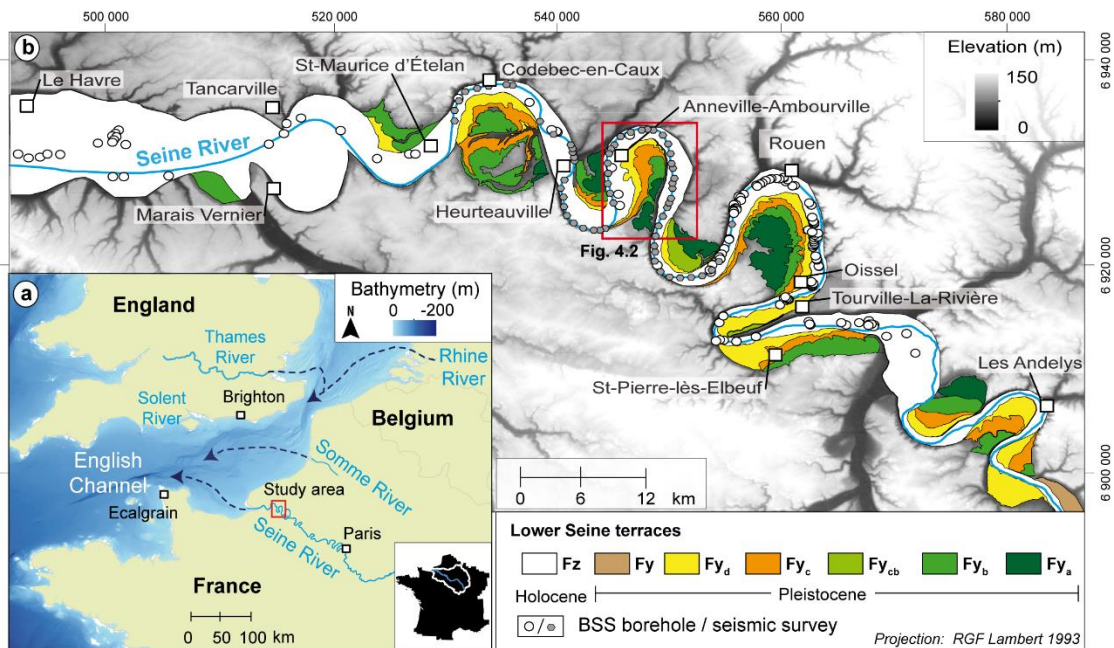 500 000
520 000
540 000
560 000
580 000
b
Le Havre
Tancarville
St-Maurice d'Ételan
Codebec-en-Caux
Anneville-Ambourville
Elevation (m)
150
0
6 940 000
Rouen
Seine River
Marais Vernier
Heurteauville
Fig. 4.2
Oissel
6 920 000
Tourville-La-Rivière
Les Andelys
St-Pierre-lès-Elbeuf
0 6 12 km
6 900 000
a
Bathymetry (m)
0 -200
N
England
Thames
River
Rhine
River
Solent
River
Brighton
Belgium
English
Channel
Somme River
Study area
Ecalgrain
Seine River
Paris
France
0 50 100
km
Lower Seine terraces
Fz Fy Fyd Fyc Fycb Fyb Fya
Holocene Pleistocene
/ BSS borehole / seismic survey
Projection: RGF Lambert 1993